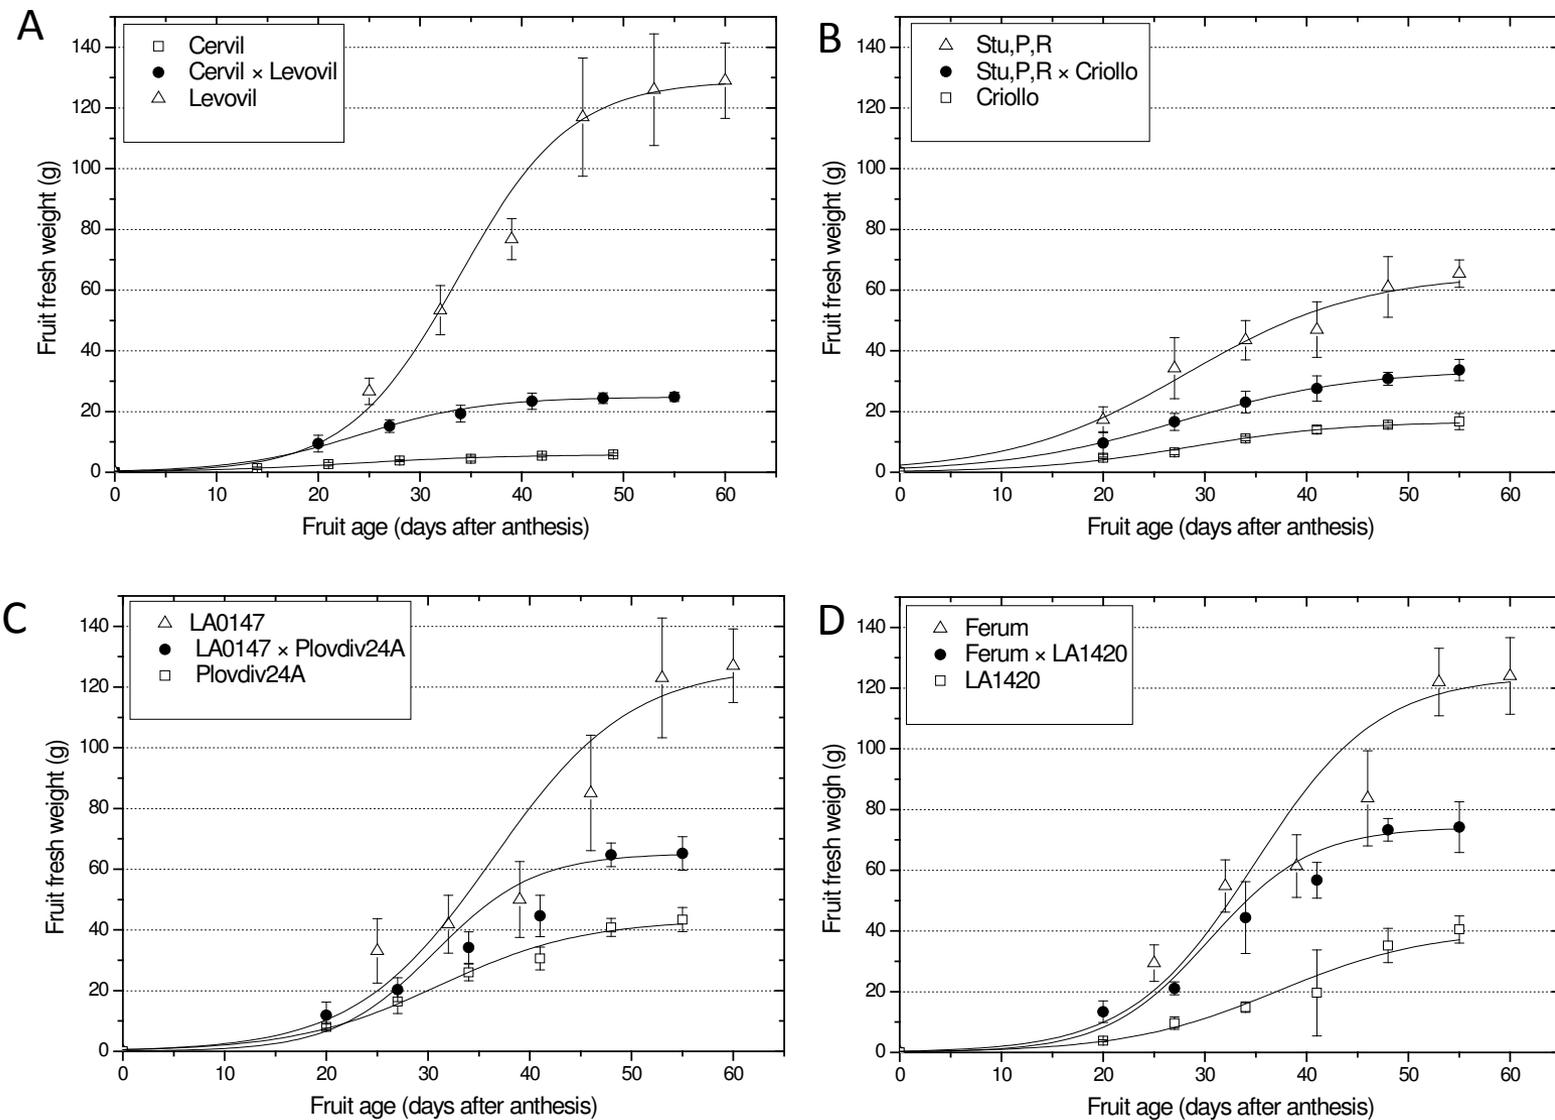 A
Cervil
Cervil × Levovil
Levovil
140
120
100
80
60
40
20
0
Fruit fresh weight (g)
0 20 30 40 50 60
Fruit age (days after anthesis)
B
Stu,P,R
Stu,P,R × Criollo
Criollo
140
120
100
80
60
40
20
0
Fruit fresh weight (g)
0 20 30 40 50 60
Fruit age (days after anthesis)
C
LA0147
LA0147 × Plovdiv24A
Plovdiv24A
140
120
100
80
60
40
20
0
Fruit fresh weight (g)
0 20 30 40 50 60
Fruit age (days after anthesis)
D
Ferum
Ferum × LA1420
LA1420
140
120
100
80
60
40
20
0
Fruit fresh weigh (g)
0 20 30 40 50 60
Fruit age (days after anthesis)